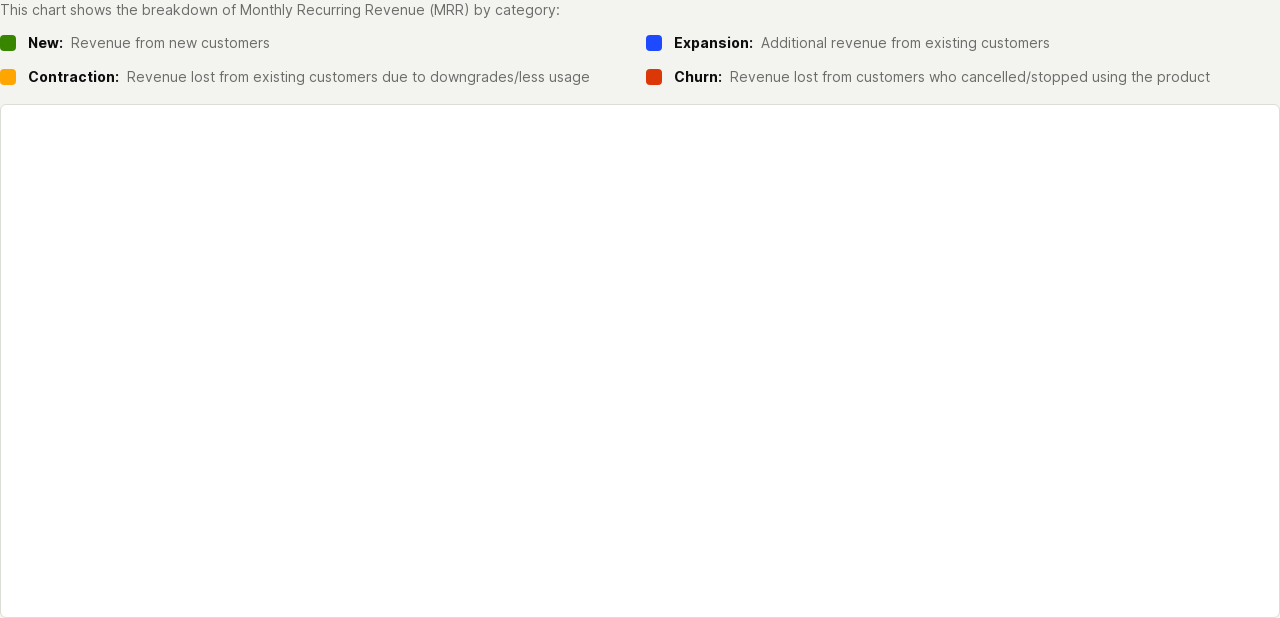 This chart shows the breakdown of Monthly Recurring Revenue (MRR) by category:
New: Revenue from new customers
Expansion: Additional revenue from existing customers
Contraction: Revenue lost from existing customers due to downgrades/less usage
Churn: Revenue lost from customers who cancelled/stopped using the product